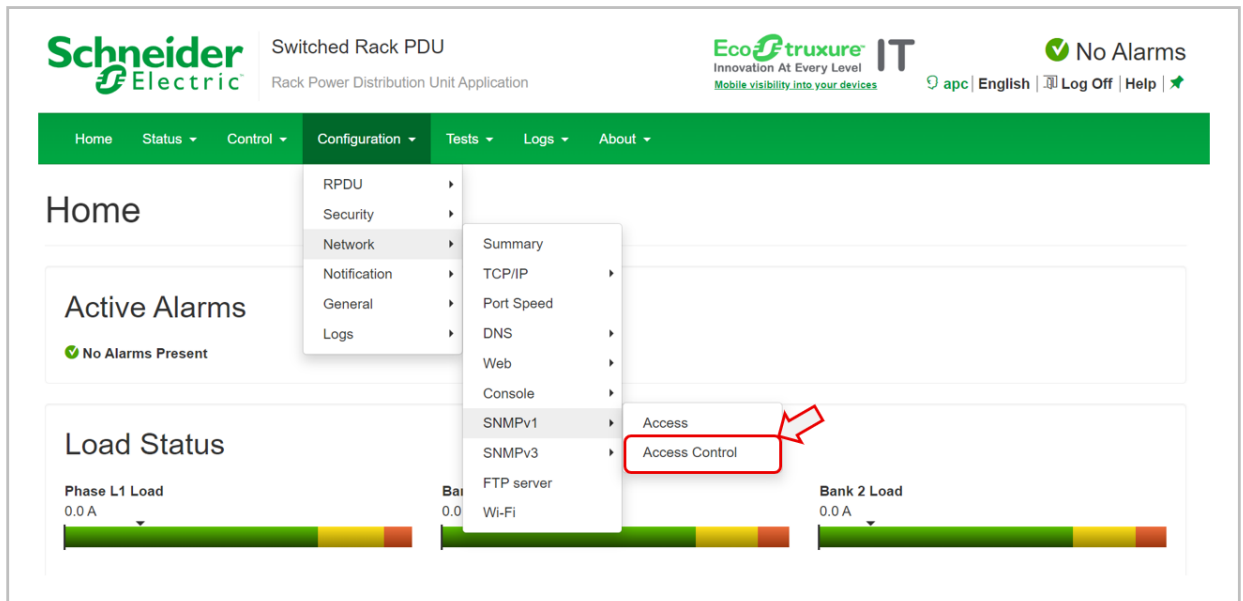 Schneider Electric
Switched Rack PDU
Rack Power Distribution Unit Application
EcoStruxure IT
Innovation At Every Level
Mobile visibility into your devices
No Alarms
apc | English | Log Off | Help |
Home Status Control Configuration Tests Logs About
Home
RPDU
Security
Network
Notification
General
Logs
Summary
TCP/IP
Port Speed
DNS
Web
Console
SNMPv1
SNMPv3
FTP server
Wi-Fi
Access
Access Control
Active Alarms
No Alarms Present
Load Status
Phase L1 Load
0.0 A
Bank 2 Load
0.0 A